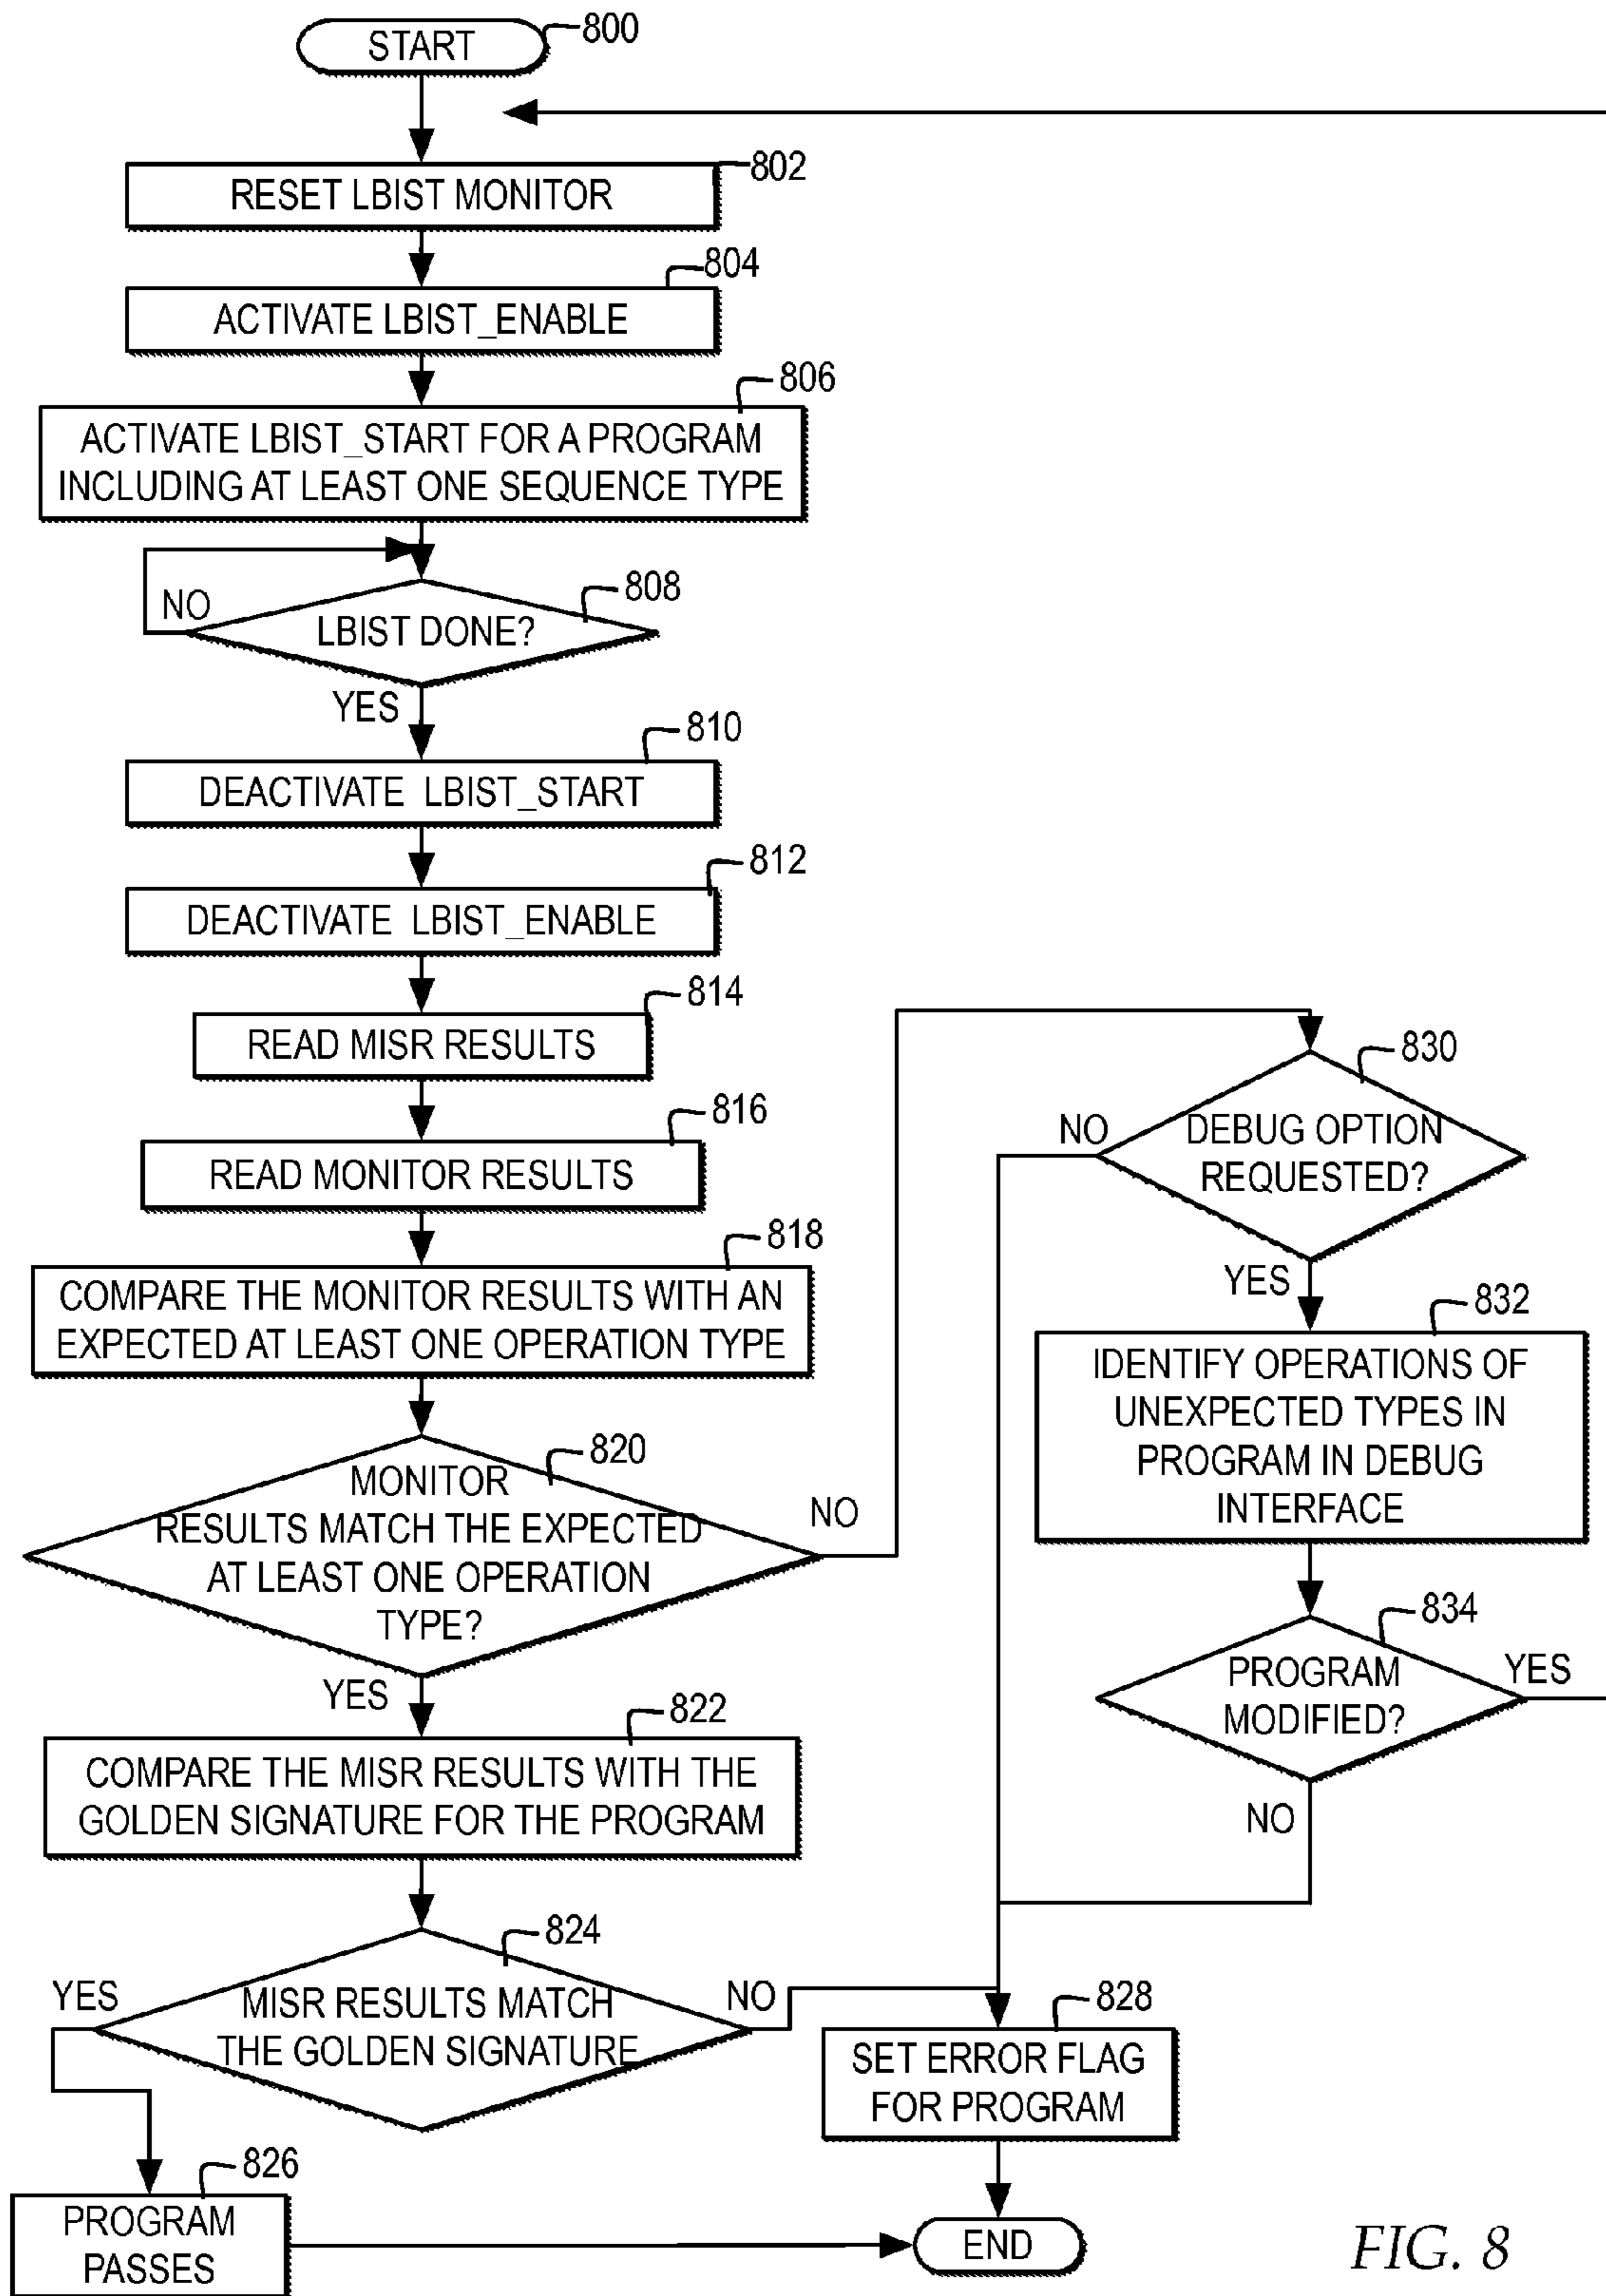 START
800
RESET LBIST MONITOR
802
ACTIVATE LBIST_ENABLE
804
ACTIVATE LBIST_START FOR A PROGRAM
INCLUDING AT LEAST ONE SEQUENCE TYPE
806
LBIST DONE?
808
NO
YES
DEACTIVATE LBIST_START
810
DEACTIVATE LBIST_ENABLE
812
READ MISR RESULTS
814
READ MONITOR RESULTS
816
COMPARE THE MONITOR RESULTS WITH AN
EXPECTED AT LEAST ONE OPERATION TYPE
818
MONITOR
RESULTS MATCH THE EXPECTED
AT LEAST ONE OPERATION
TYPE?
820
NO
YES
COMPARE THE MISR RESULTS WITH THE
GOLDEN SIGNATURE FOR THE PROGRAM
822
MISR RESULTS MATCH
THE GOLDEN SIGNATURE
824
YES
NO
PROGRAM
PASSES
826
DEBUG OPTION
REQUESTED?
830
NO
YES
IDENTIFY OPERATIONS OF
UNEXPECTED TYPES IN
PROGRAM IN DEBUG
INTERFACE
832
PROGRAM
MODIFIED?
834
YES
NO
SET ERROR FLAG
FOR PROGRAM
828
END
FIG. 8